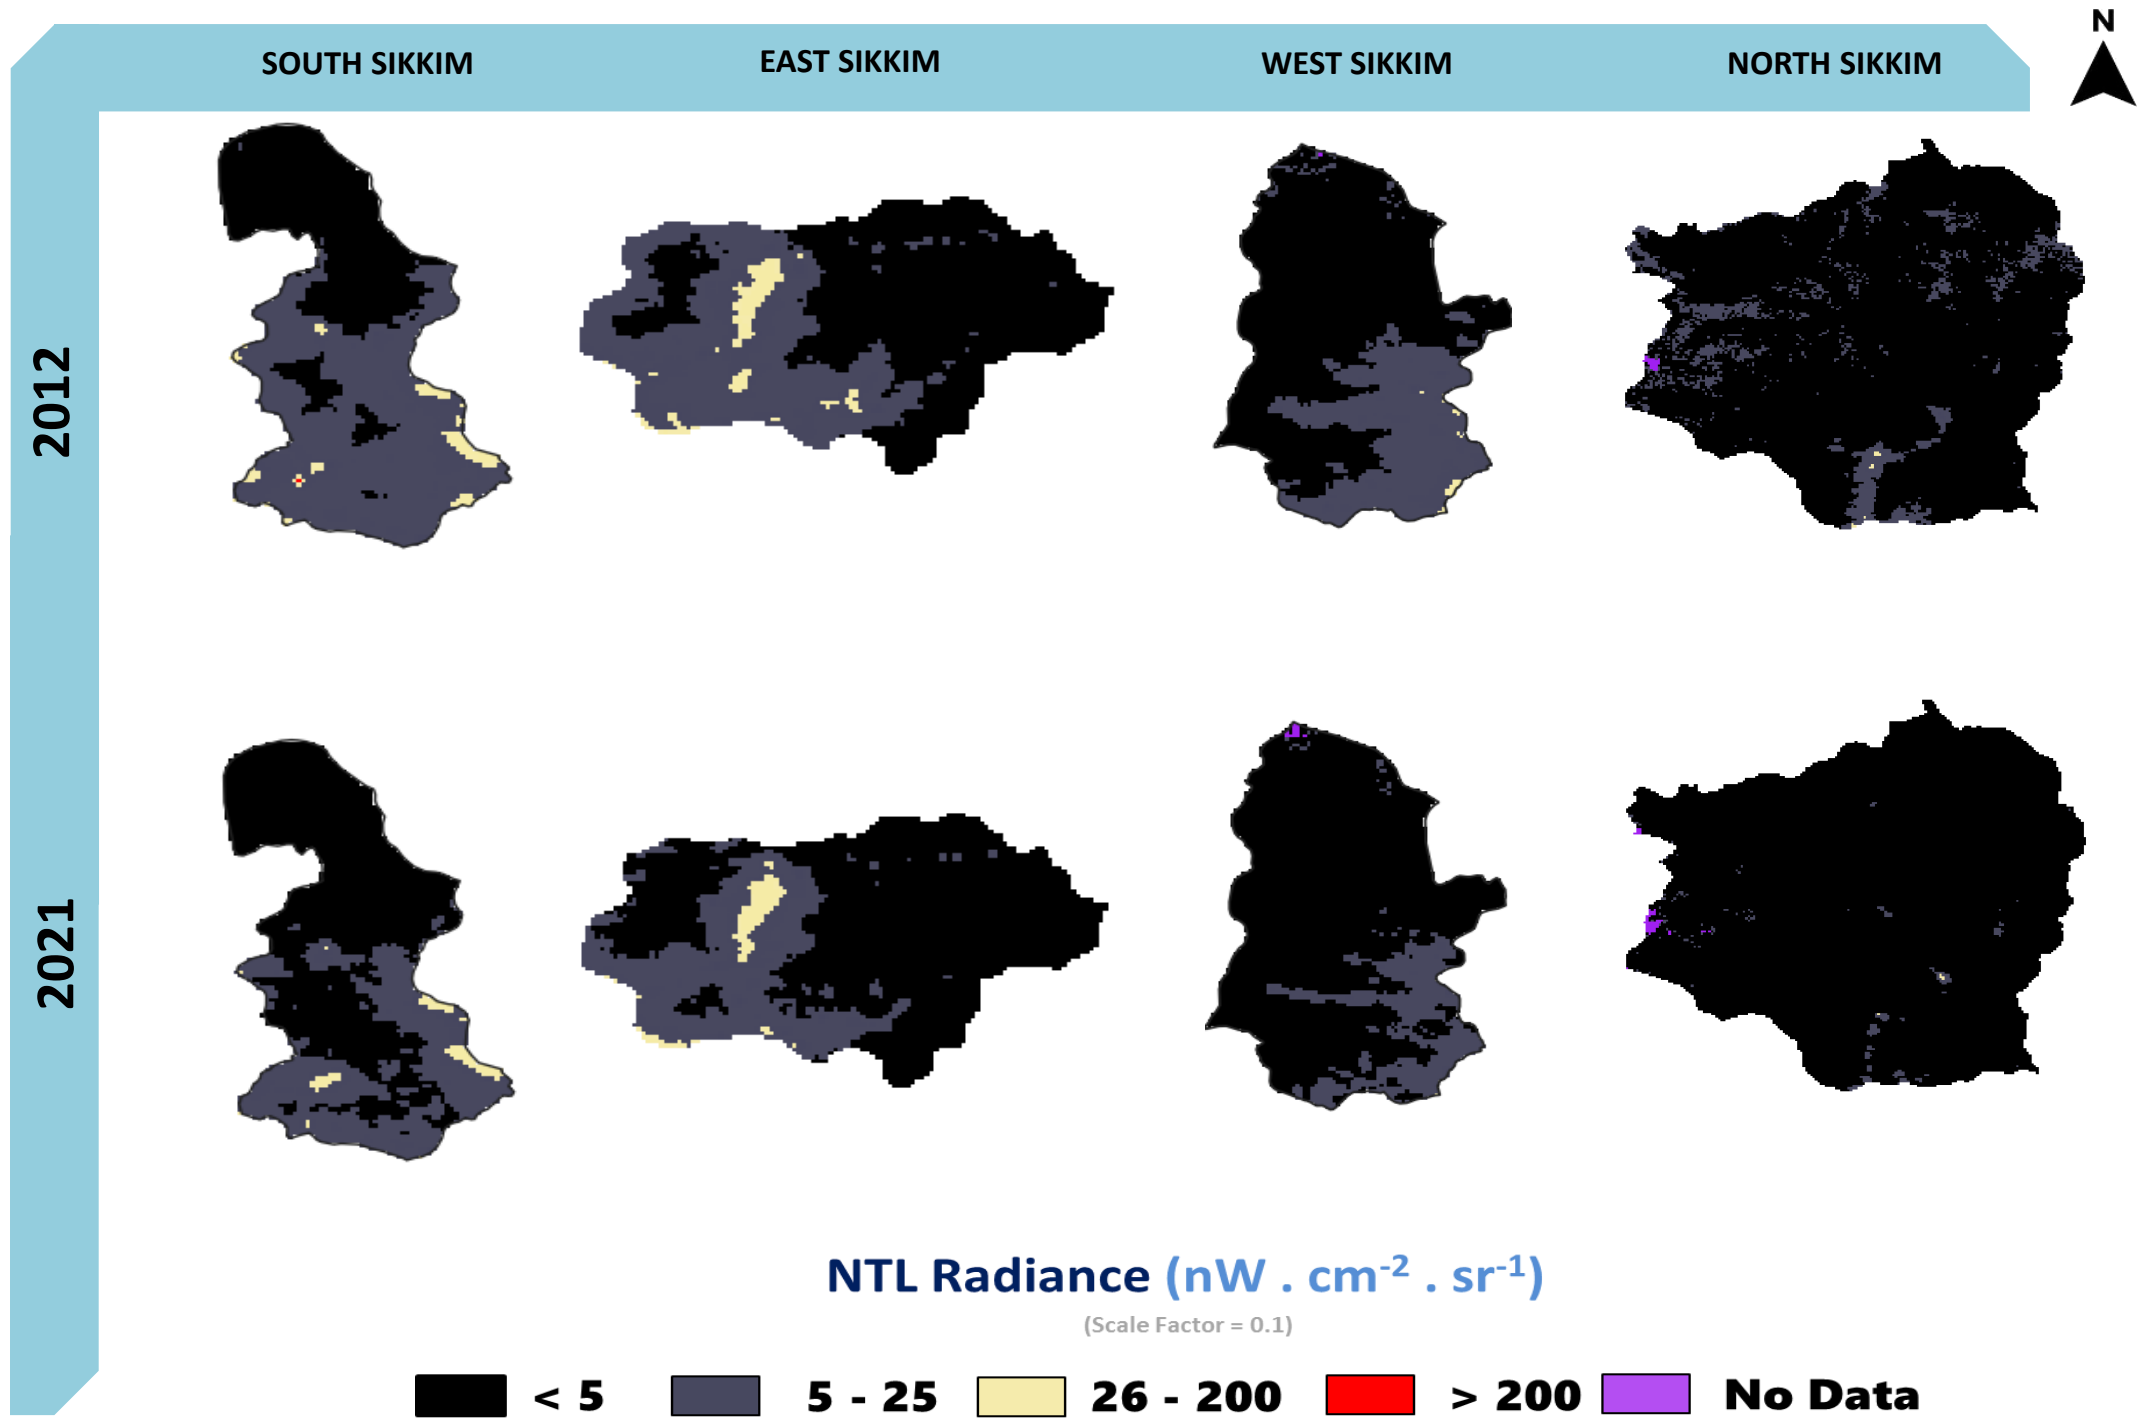 N
SOUTH SIKKIM
EAST SIKKIM
WEST SIKKIM
NORTH SIKKIM
2012
2021
NTL Radiance (nW . cm⁻² . sr⁻¹)
(Scale Factor = 0.1)
< 5
5 - 25
26 - 200
> 200
No Data